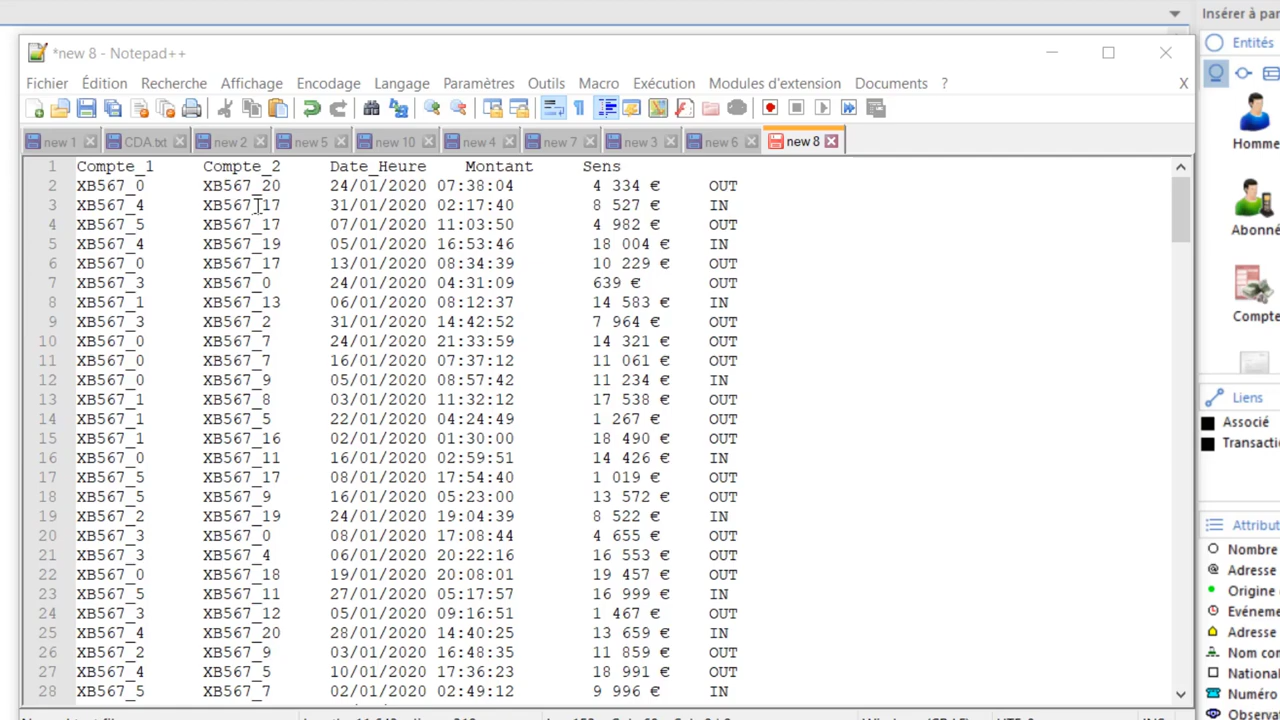 Insérer à par
*new 8 - Notepad++
Entités
Fichier Édition Recherche Affichage Encodage Langage Paramètres Outils Macro Exécution Modules d'extension Documents ? X
new 1 CDA.txt new 2 new 5 new 10 new 4 new 7 new 3 new 6 new 8
Homme
Abonné
Compte
Liens
Associé
Transacti
Attribut
Nombre
Adresse
Origine
Evéneme
Adresse
Nom con
National
Numéro
Observat
1 Compte_1 Compte_2 Date_Heure Montant Sens
2 XB567_0 XB567_20 24/01/2020 07:38:04 4 334 € OUT
3 XB567_4 XB567_17 31/01/2020 02:17:40 8 527 € IN
4 XB567_5 XB567_17 07/01/2020 11:03:50 4 982 € OUT
5 XB567_4 XB567_19 05/01/2020 16:53:46 18 004 € IN
6 XB567_0 XB567_17 13/01/2020 08:34:39 10 229 € OUT
7 XB567_3 XB567_0 24/01/2020 04:31:09 639 € OUT
8 XB567_1 XB567_13 06/01/2020 08:12:37 14 583 € IN
9 XB567_3 XB567_2 31/01/2020 14:42:52 7 964 € OUT
10 XB567_0 XB567_7 24/01/2020 21:33:59 14 321 € OUT
11 XB567_0 XB567_7 16/01/2020 07:37:12 11 061 € OUT
12 XB567_0 XB567_9 05/01/2020 08:57:42 11 234 € IN
13 XB567_1 XB567_8 03/01/2020 11:32:12 17 538 € OUT
14 XB567_1 XB567_5 22/01/2020 04:24:49 1 267 € OUT
15 XB567_1 XB567_16 02/01/2020 01:30:00 18 490 € OUT
16 XB567_0 XB567_11 16/01/2020 02:59:51 14 426 € IN
17 XB567_5 XB567_17 08/01/2020 17:54:40 1 019 € OUT
18 XB567_5 XB567_9 16/01/2020 05:23:00 13 572 € OUT
19 XB567_2 XB567_19 24/01/2020 19:04:39 8 522 € IN
20 XB567_3 XB567_0 08/01/2020 17:08:44 4 655 € OUT
21 XB567_3 XB567_4 06/01/2020 20:22:16 16 553 € OUT
22 XB567_0 XB567_18 19/01/2020 20:08:01 19 457 € OUT
23 XB567_5 XB567_11 27/01/2020 05:17:57 16 999 € IN
24 XB567_3 XB567_12 05/01/2020 09:16:51 1 467 € OUT
25 XB567_4 XB567_20 28/01/2020 14:40:25 13 659 € IN
26 XB567_2 XB567_9 03/01/2020 16:48:35 11 859 € OUT
27 XB567_4 XB567_5 10/01/2020 17:36:23 18 991 € OUT
28 XB567_5 XB567_7 02/01/2020 02:49:12 9 996 € IN